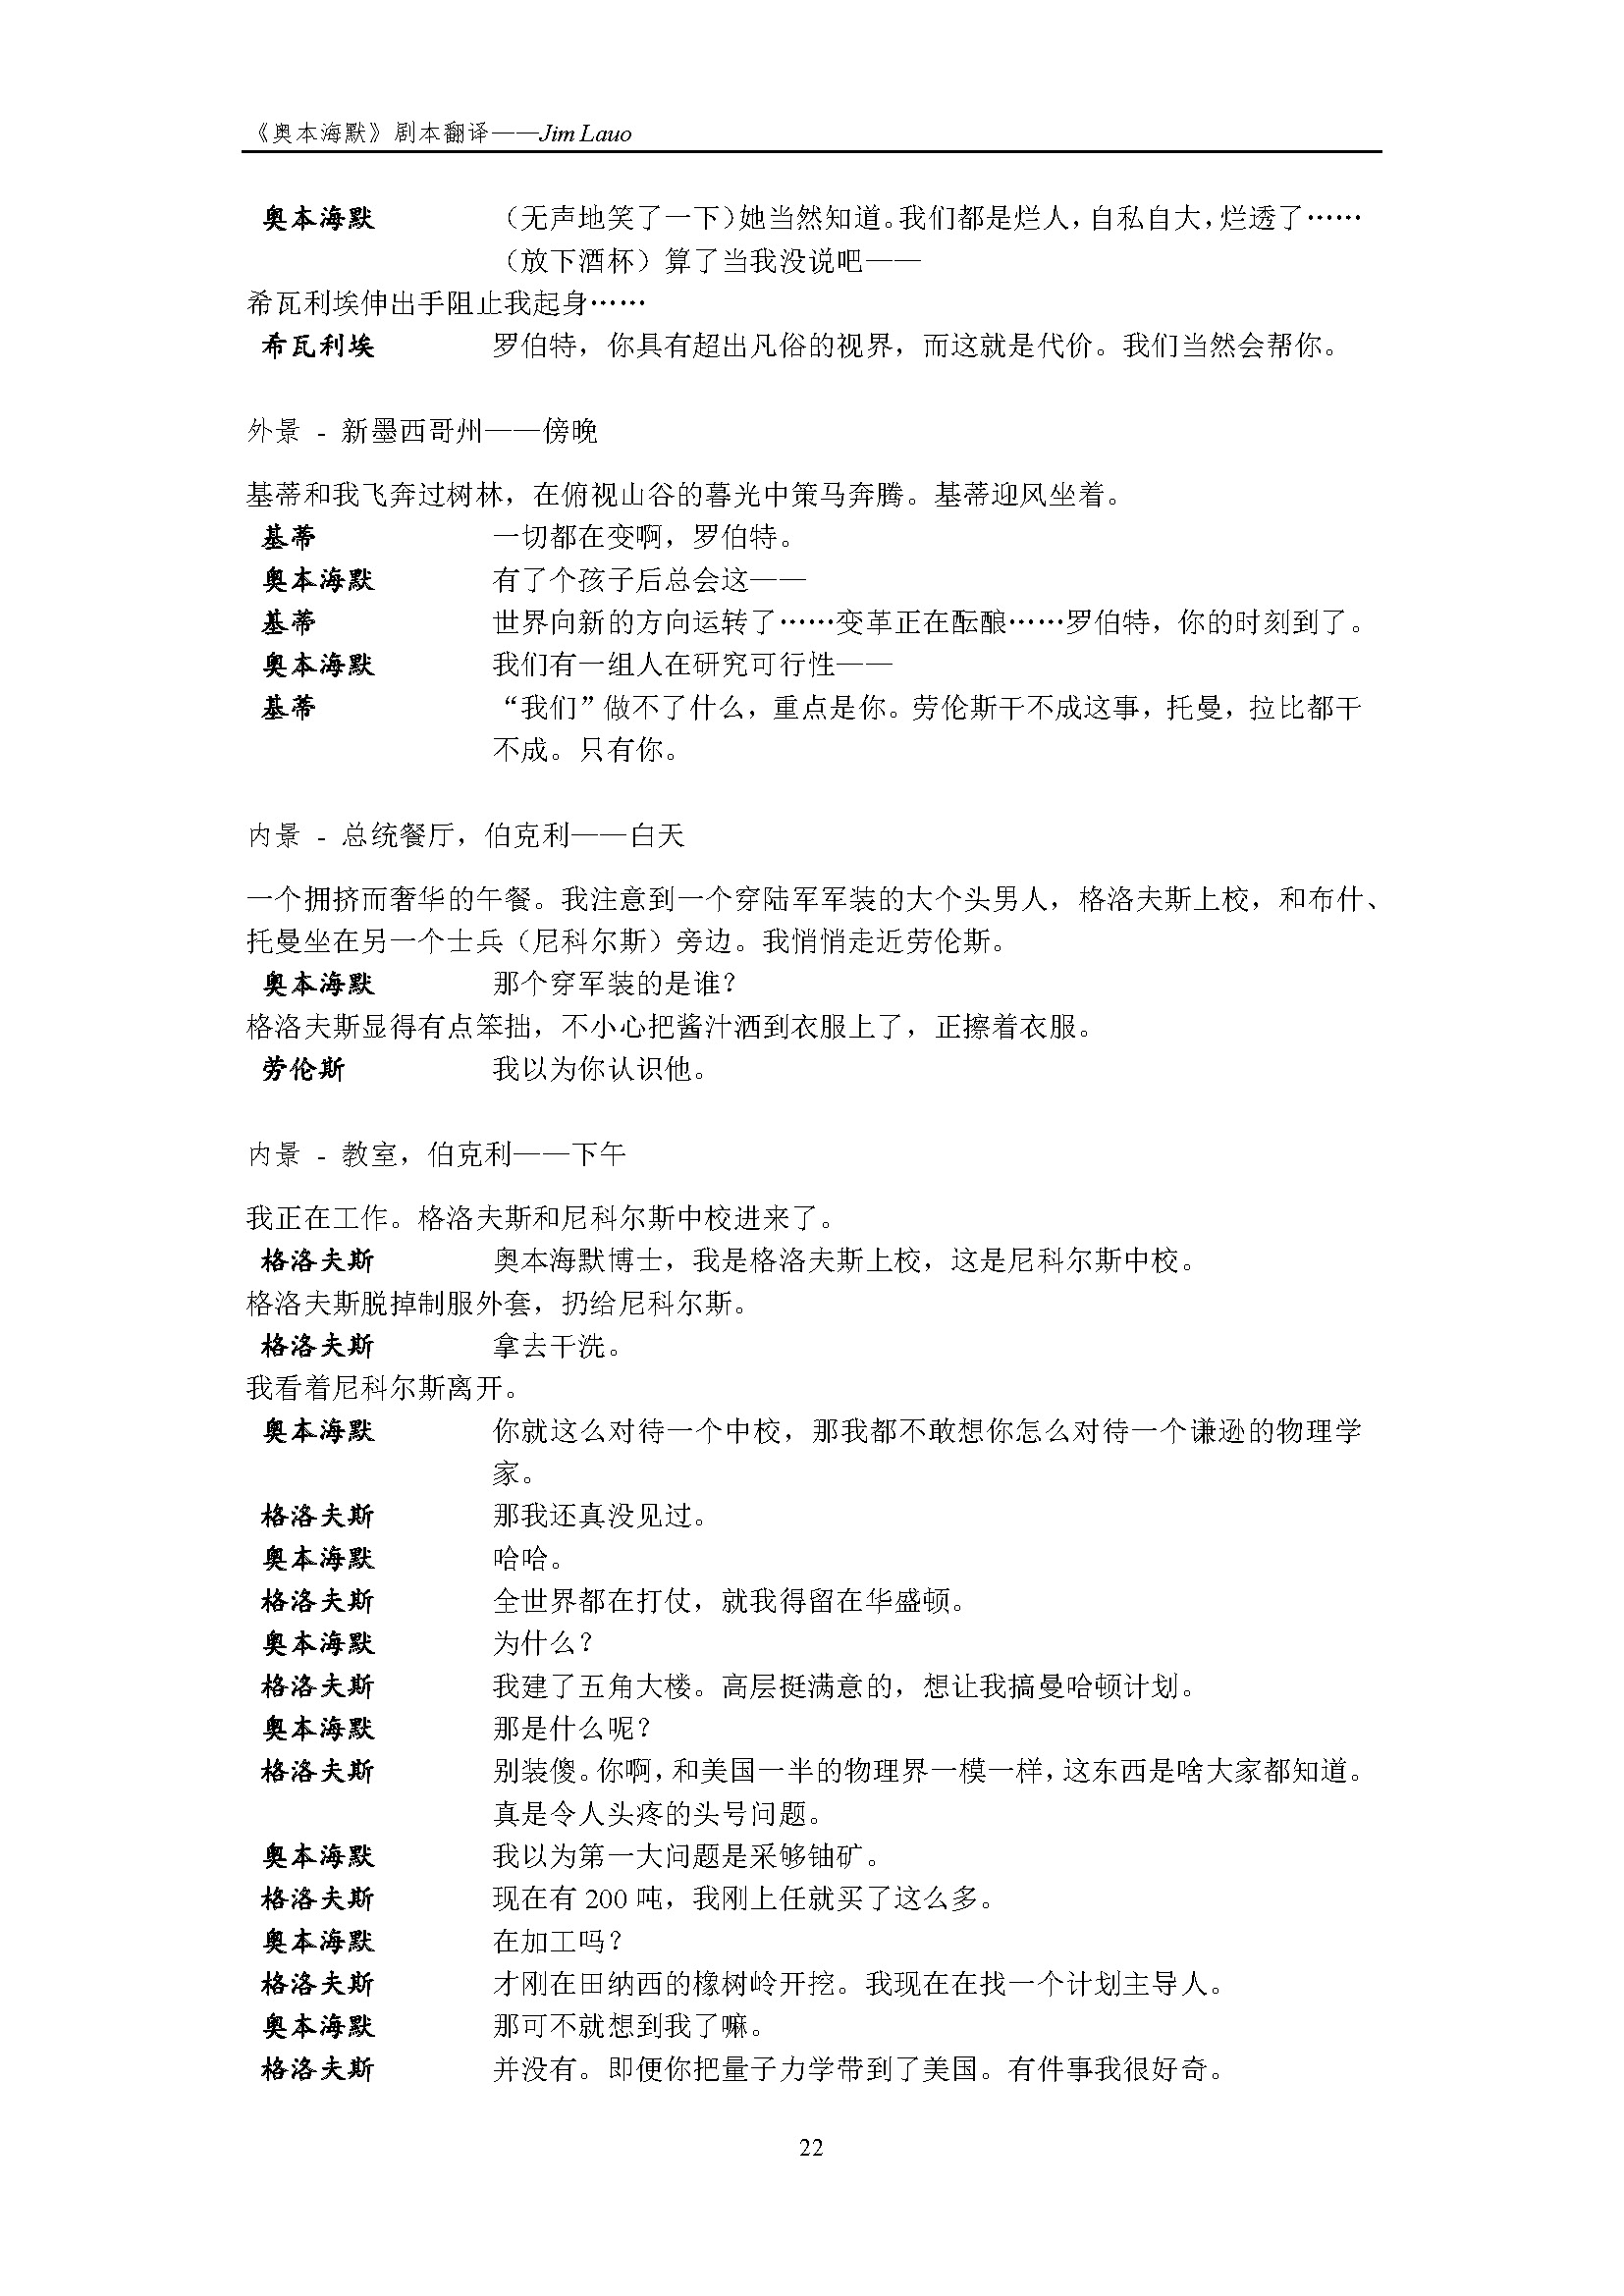 《奥本海默》剧本翻译——Jim Lauo
奥本海默 （无声地笑了一下）她当然知道。我们都是烂人，自私自大，烂透了……
（放下酒杯）算了当我没说吧——
希瓦利埃伸出手阻止我起身……
希瓦利埃 罗伯特，你具有超出凡俗的视界，而这就是代价。我们当然会帮你。
外景 - 新墨西哥州——傍晚
基蒂和我飞奔过树林，在俯视山谷的暮光中策马奔腾。基蒂迎风坐着。
基蒂 一切都在变啊，罗伯特。
奥本海默 有了个孩子后总会这——
基蒂 世界向新的方向运转了……变革正在酝酿……罗伯特，你的时刻到了。
奥本海默 我们有一组人在研究可行性——
基蒂 “我们”做不了什么，重点是你。劳伦斯干不成这事，托曼，拉比都干
不成。只有你。
内景 - 总统餐厅，伯克利——白天
一个拥挤而奢华的午餐。我注意到一个穿陆军军装的大个头男人，格洛夫斯上校，和布什、
托曼坐在另一个士兵（尼科尔斯）旁边。我悄悄走近劳伦斯。
奥本海默 那个穿军装的是谁？
格洛夫斯显得有点笨拙，不小心把酱汁洒到衣服上了，正擦着衣服。
劳伦斯 我以为你认识他。
内景 - 教室，伯克利——下午
我正在工作。格洛夫斯和尼科尔斯中校进来了。
格洛夫斯 奥本海默博士，我是格洛夫斯上校，这是尼科尔斯中校。
格洛夫斯脱掉制服外套，扔给尼科尔斯。
格洛夫斯 拿去干洗。
我看着尼科尔斯离开。
奥本海默 你就这么对待一个中校，那我都不敢想你怎么对待一个谦逊的物理学
家。
格洛夫斯 那我还真没见过。
奥本海默 哈哈。
格洛夫斯 全世界都在打仗，就我得留在华盛顿。
奥本海默 为什么？
格洛夫斯 我建了五角大楼。高层挺满意的，想让我搞曼哈顿计划。
奥本海默 那是什么呢？
格洛夫斯 别装傻。你啊，和美国一半的物理界一模一样，这东西是啥大家都知道。
真是令人头疼的头号问题。
奥本海默 我以为第一大问题是采够铀矿。
格洛夫斯 现在有 200 吨，我刚上任就买了这么多。
奥本海默 在加工吗？
格洛夫斯 才刚在田纳西的橡树岭开挖。我现在在找一个计划主导人。
奥本海默 那可不就想到我了嘛。
格洛夫斯 并没有。即便你把量子力学带到了美国。有件事我很好奇。
22